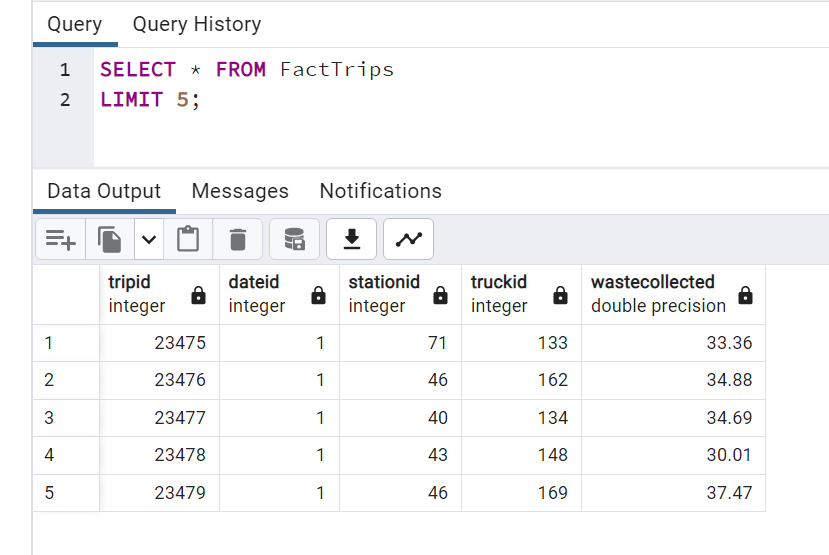 Query Query History
1 SELECT * FROM FactTrips
2 LIMIT 5;
Data Output Messages Notifications
tripid dateid stationid truckid wastecollected
integer integer integer integer double precision
1 23475 1 71 133 33.36
2 23476 1 46 162 34.88
3 23477 1 40 134 34.69
4 23478 1 43 148 30.01
5 23479 1 46 169 37.47